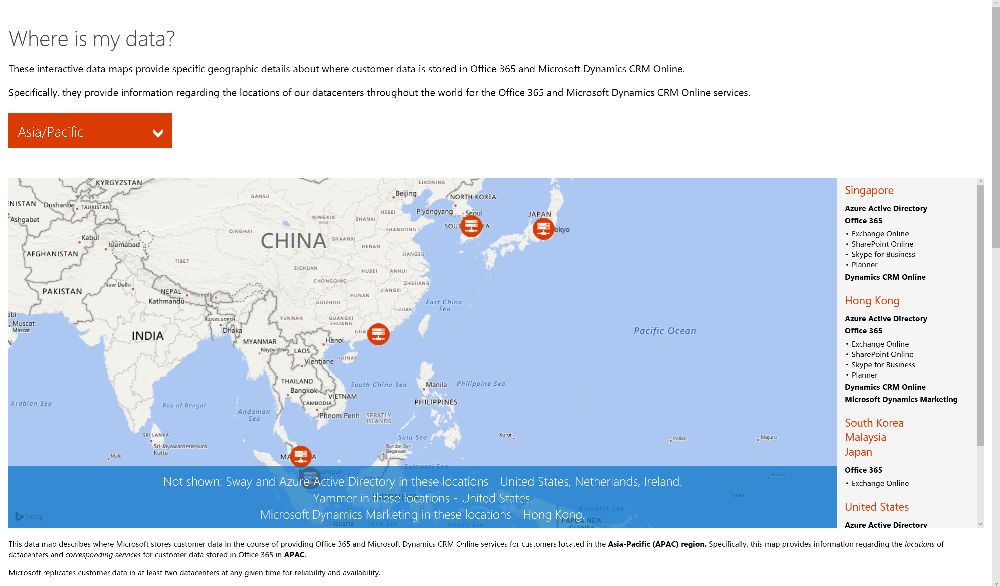 Where is my data?
These interactive data maps provide specific geographic details about where customer data is stored in Office 365 and Microsoft Dynamics CRM Online.
Specifically, they provide information regarding the locations of our datacenters throughout the world for the Office 365 and Microsoft Dynamics CRM Online services.
Asia/Pacific
KYRGYZSTAN
GANSU
LIAONING
Beijing
NORTH KOREA
Dushanbe
TAJIKISTAN
Ashgabat
NINGXIA
HUI
SHANXI
HEBEI
P'yŏngyang
Seoul
JAPAN
QINGHAI
SHANDONG
Kabul
Islāmābād
CHINA
SHAANXI
HENAN
JIANGSU
AFGHANISTAN
TIBET
SICHUAN
HUBEI
ANHUI
CHONGQING
ZHEJIANG
New Delhi
PAKISTAN
NEPAL
Thimphu
Kathmandu
HUNAN
JIANGXI
GUIZHOU
FUJIAN
East China
Sea
BANGLADESH
YUNNAN
GUANGXI
ZHUANG
Muscat
Mascat
Dhaka
INDIA
Pacific Ocean
MYANMAR
Hanoi
Naypyidaw
LAOS
HAINAN
Vientiane
THAILAND
South China Sea
Manila
Philippine Sea
Bangkok
VIETNAM
Arabian Sea
Bay of Bengal
CAMBODIA
PHILIPPINES
Andaman
Sea
Phnom Penh
SPRATLY
ISLANDS
SRI LANKA
Sulu Sea
Koror
Palikir
Majuro
Sri Jayawardenepura
Kotte
Bandar Seri
Begawan
Male
Sulawesi Sea
Lumpur
Bairiki
INDONESIA
Yaren
Bismarck Sea
PAPUA NEW
GUINEA
Jakarta
Java Sea
Banda Sea
bing
Not shown: Sway and Azure Active Directory in these locations - United States, Netherlands, Ireland.
Yammer in these locations - United States.
Microsoft Dynamics Marketing in these locations - Hong Kong.
Singapore
Azure Active Directory
Office 365
• Exchange Online
• SharePoint Online
• Skype for Business
• Planner
Dynamics CRM Online
Hong Kong
Azure Active Directory
Office 365
• Exchange Online
• SharePoint Online
• Skype for Business
• Planner
Dynamics CRM Online
Microsoft Dynamics Marketing
South Korea
Malaysia
Japan
Office 365
• Exchange Online
United States
Azure Active Directory
This data map describes where Microsoft stores customer data in the course of providing Office 365 and Microsoft Dynamics CRM Online services for customers located in the Asia-Pacific (APAC) region. Specifically, this map provides information regarding the locations of
datacenters and corresponding services for customer data stored in Office 365 in APAC.
Microsoft replicates customer data in at least two datacenters at any given time for reliability and availability.